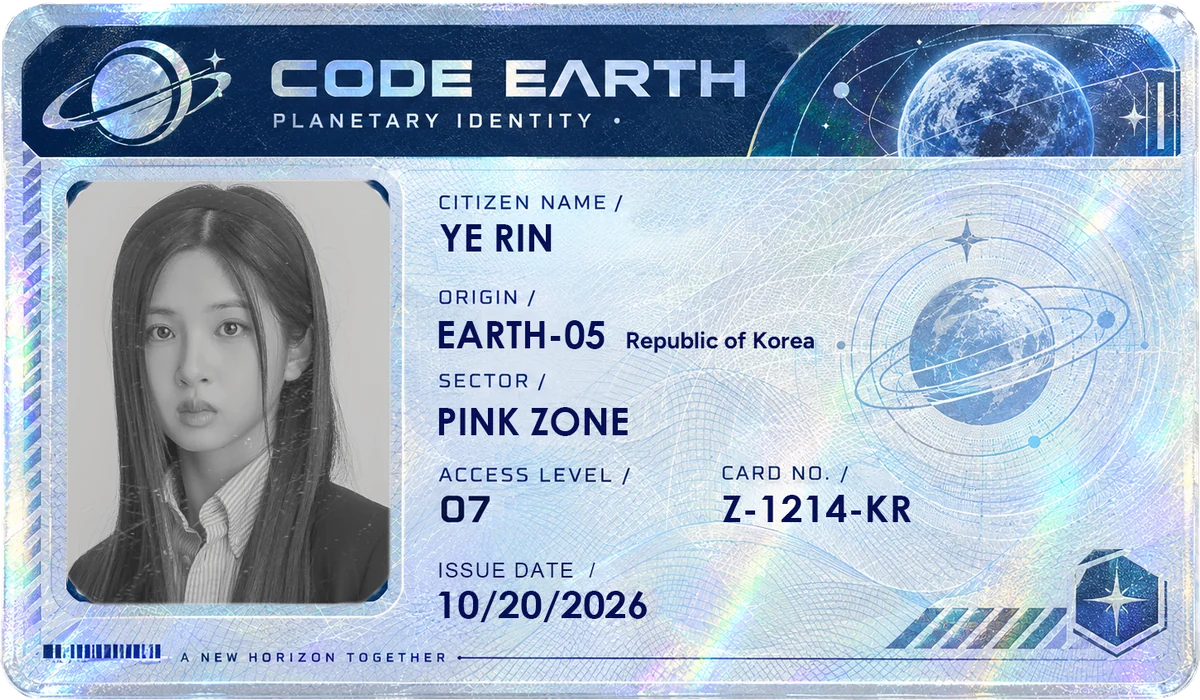 CODE EARTH
PLANETARY IDENTITY •
CITIZEN NAME /
YE RIN
ORIGIN /
EARTH-05 Republic of Korea
SECTOR /
PINK ZONE
ACCESS LEVEL /
07
CARD NO. /
Z-1214-KR
ISSUE DATE /
10/20/2026
A NEW HORIZON TOGETHER